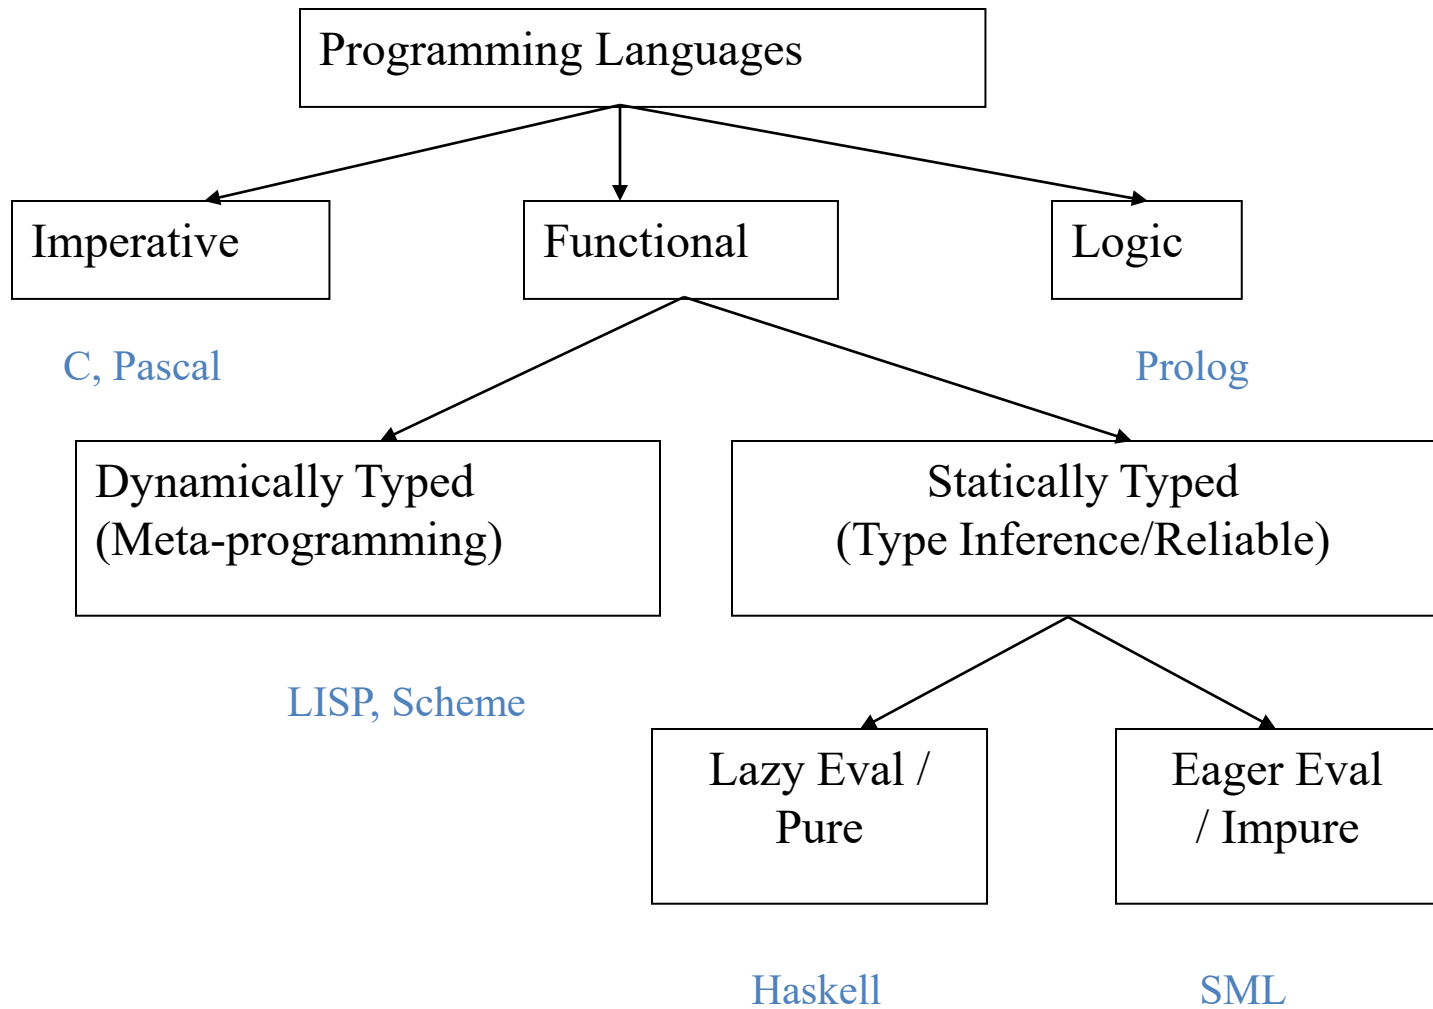 Programming Languages
Imperative
Functional
Logic
C, Pascal
Prolog
Dynamically Typed
(Meta-programming)
Statically Typed
(Type Inference/Reliable)
LISP, Scheme
Lazy Eval /
Pure
Eager Eval
/ Impure
Haskell
SML